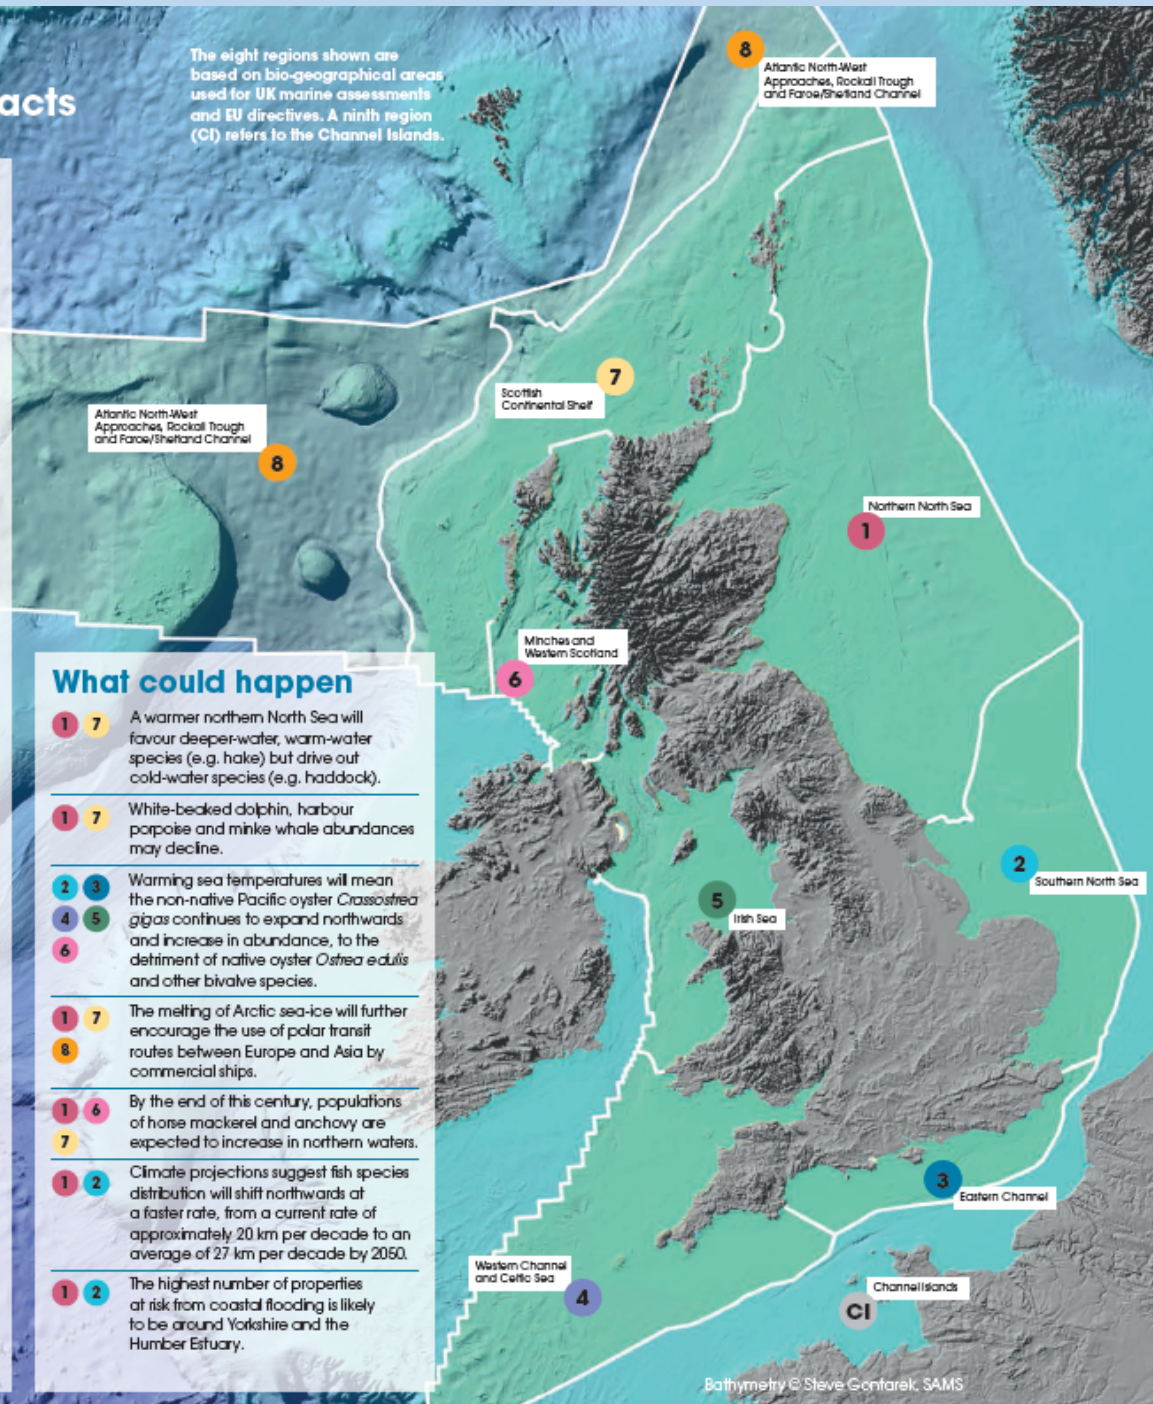 acts
The eight regions shown are
based on bio-geographical areas
used for UK marine assessments
and EU directives. A ninth region
(CI) refers to the Channel Islands.
8
Atlantic North-West
Approaches, Rockall Trough
and Faroe/Shetland Channel
7
Scottish
Continental Shelf
Atlantic North-West
Approaches, Rockall Trough
and Faroe/Shetland Channel
8
Northern North Sea
1
Minches and
Western Scotland
6
2
Southern North Sea
5
Irish Sea
3
Eastern Channel
Western Channel
and Celtic Sea
4
Channel Islands
CI
What could happen
1 7
A warmer northern North Sea will
favour deeper-water, warm-water
species (e.g. hake) but drive out
cold-water species (e.g. haddock).
1 7
White-beaked dolphin, harbour
porpoise and minke whale abundances
may decline.
2 3
4 5
6
Warming sea temperatures will mean
the non-native Pacific oyster Crassostrea
gigas continues to expand northwards
and increase in abundance, to the
detriment of native oyster Ostrea edulis
and other bivalve species.
1 7
8
The melting of Arctic sea-ice will further
encourage the use of polar transit
routes between Europe and Asia by
commercial ships.
1 6
7
By the end of this century, populations
of horse mackerel and anchovy are
expected to increase in northern waters.
1 2
Climate projections suggest fish species
distribution will shift northwards at
a faster rate, from a current rate of
approximately 20 km per decade to an
average of 27 km per decade by 2050.
1 2
The highest number of properties
at risk from coastal flooding is likely
to be around Yorkshire and the
Humber Estuary.
Bathymetry © Steve Gontarek, SAMS